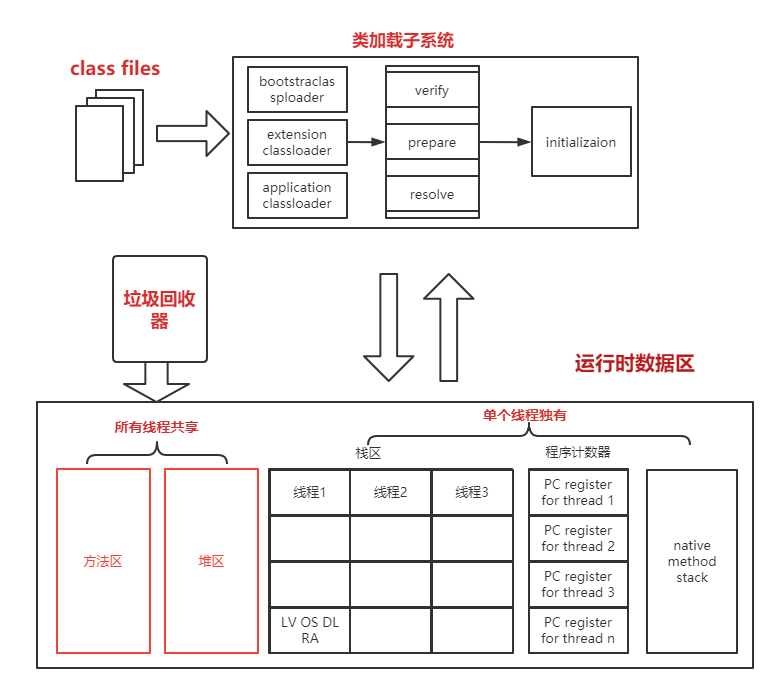 类加载子系统
class files
bootstraclas
sploader
extension
classloader
application
classloader
verify
prepare
resolve
initializaion
垃圾回收
器
运行时数据区
所有线程共享
单个线程独有
栈区
程序计数器
方法区
堆区
线程1
线程2
线程3
LV OS DL
RA
PC register
for thread 1
PC register
for thread 2
PC register
for thread 3
PC register
for thread n
native
method
stack